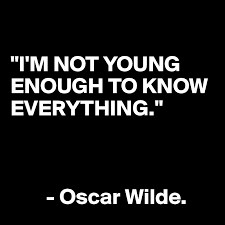 "I'M NOT YOUNG
ENOUGH TO KNOW
EVERYTHING."
- Oscar Wilde.